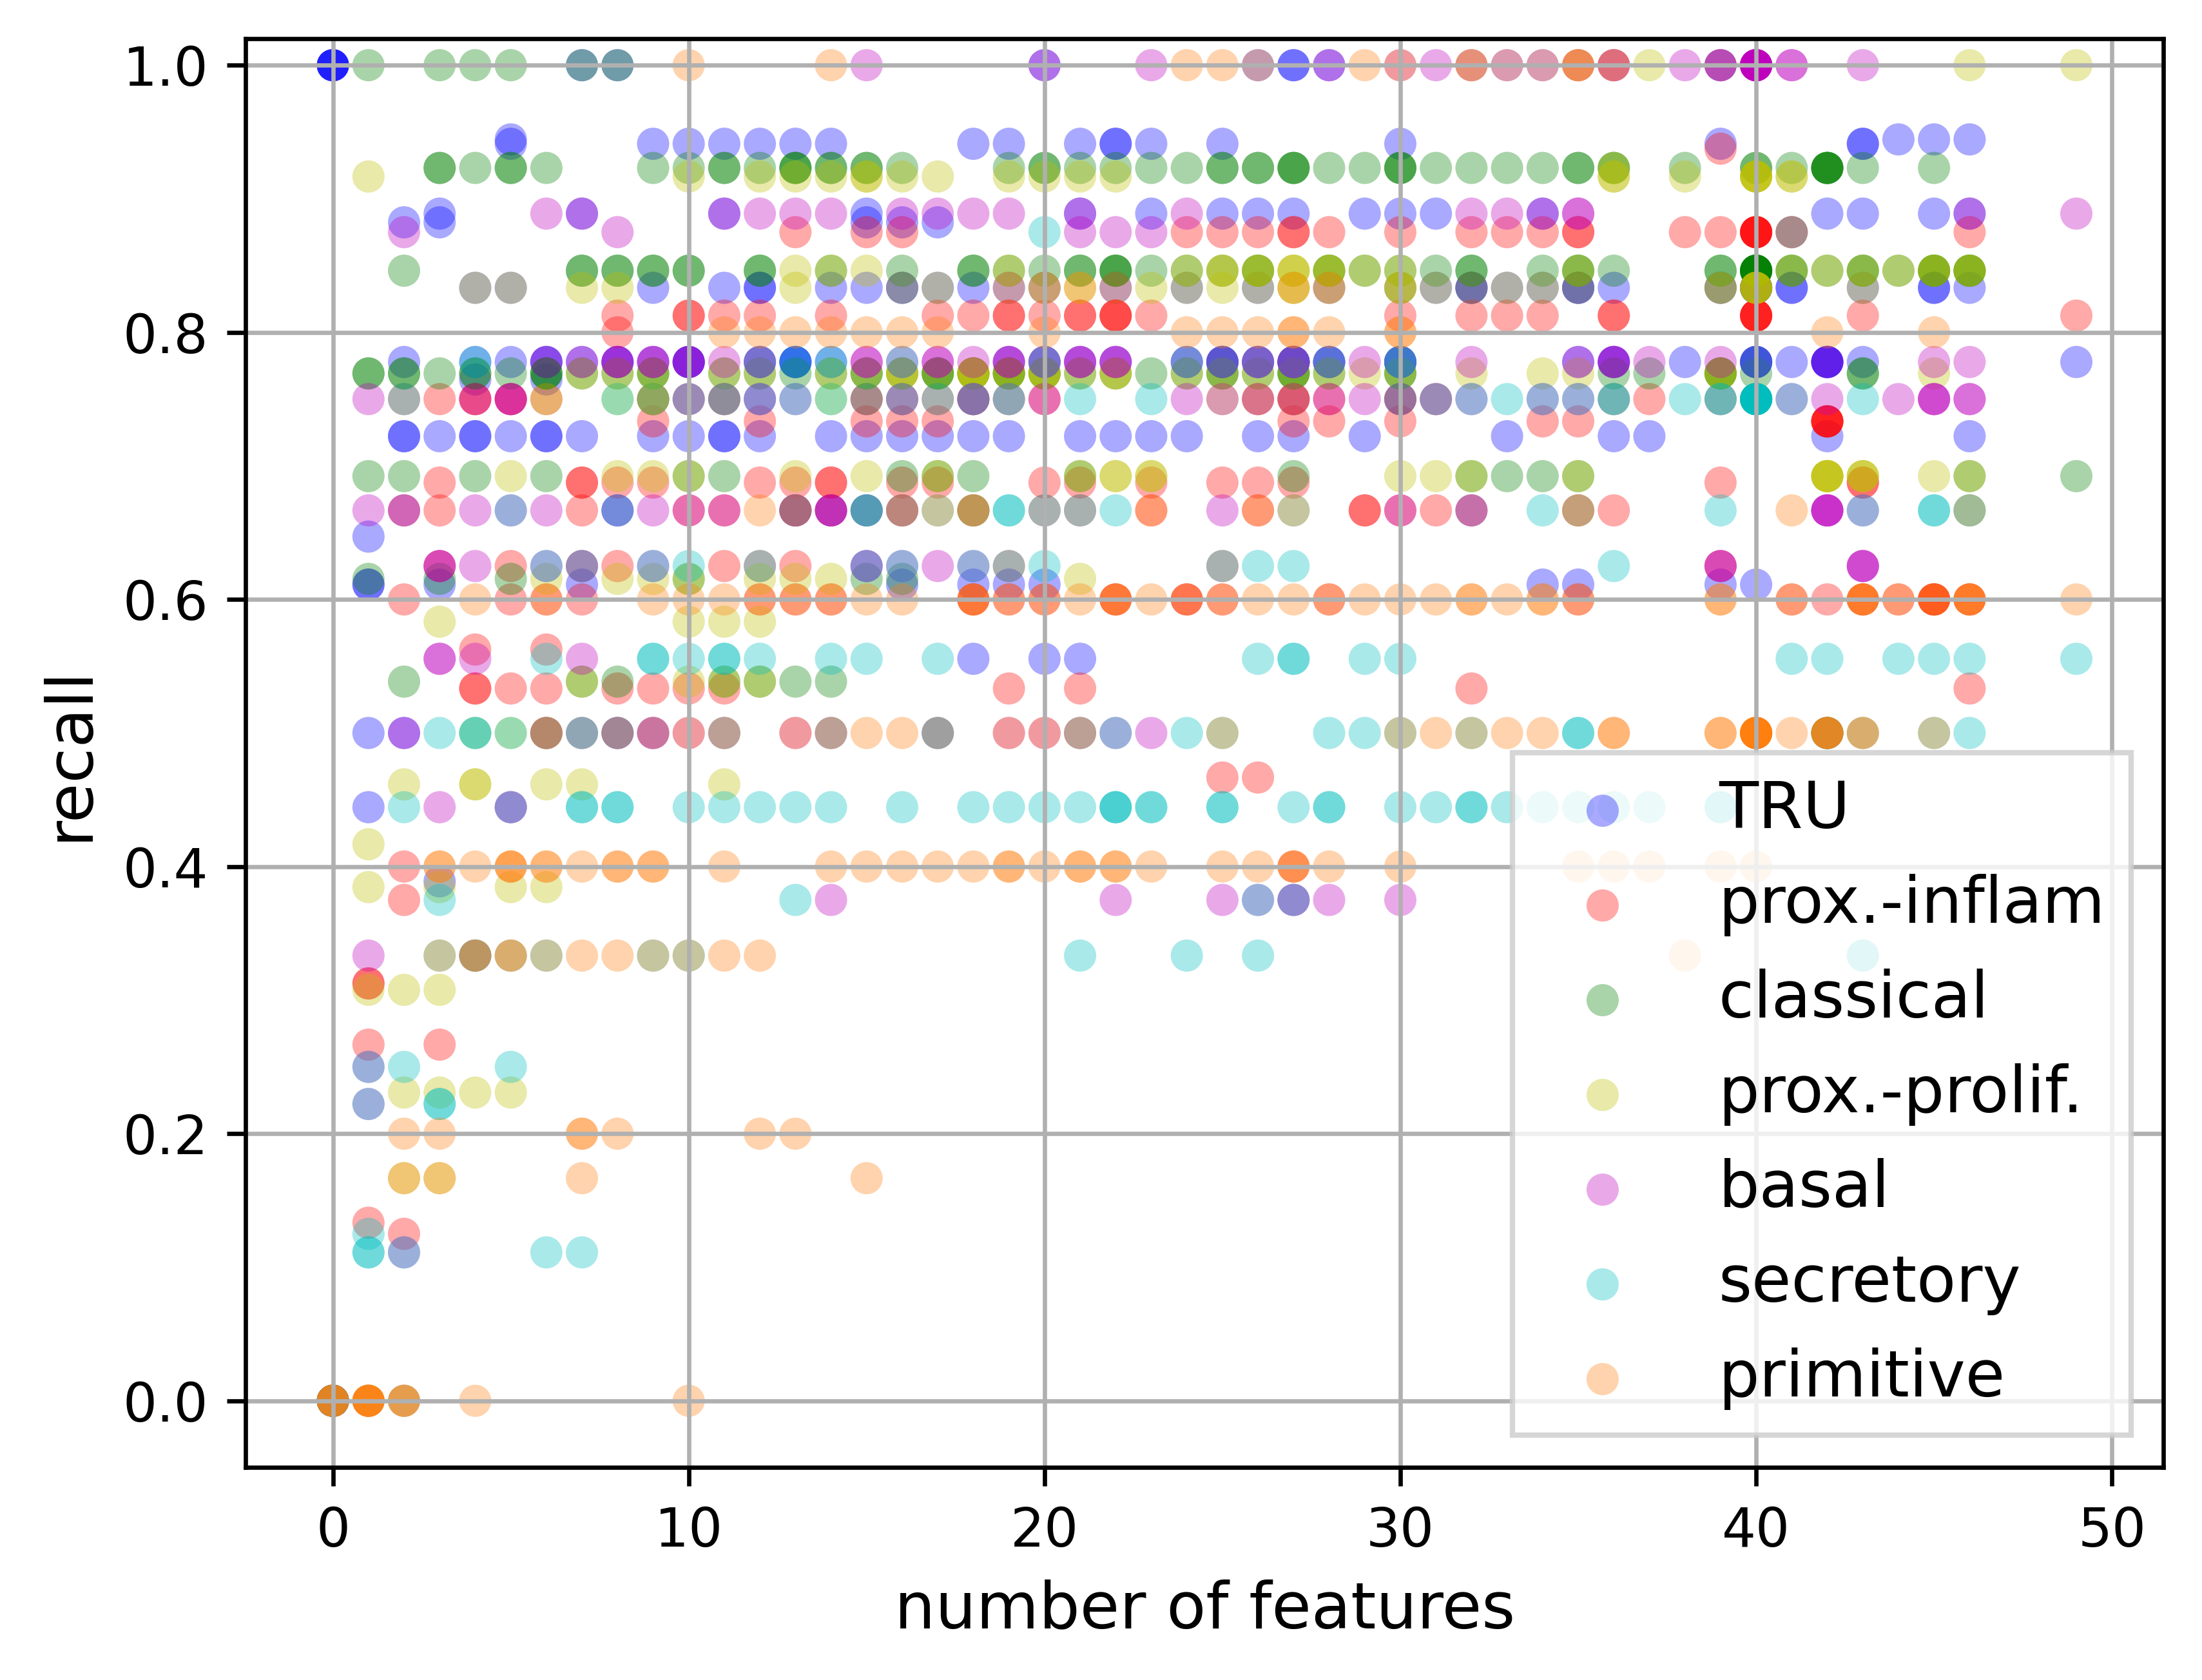 1.0
0.8
0.6
0.4
0.2
0.0
recall
0 10 20 30 40 50
number of features
TRU
prox.-inflam
classical
prox.-prolif.
basal
secretory
primitive